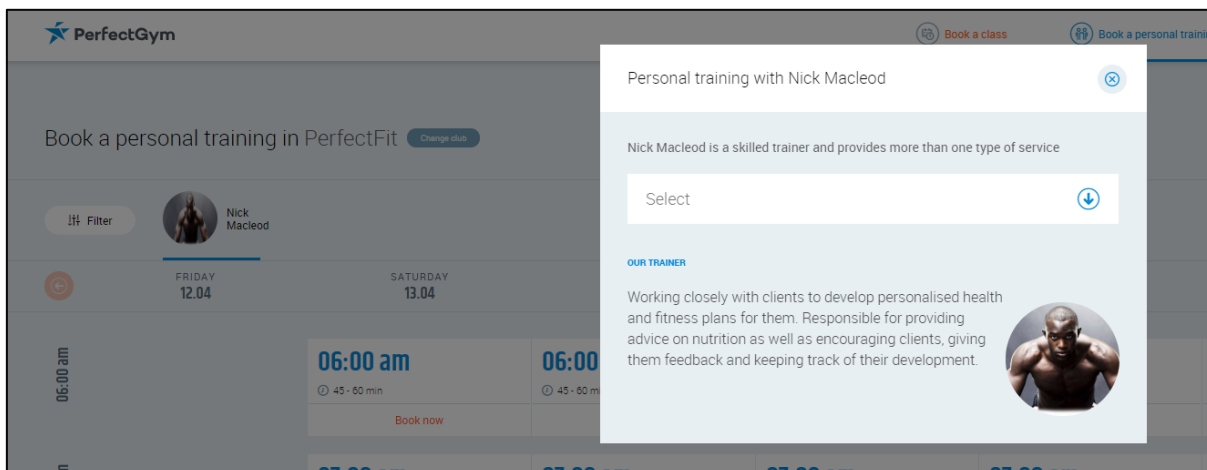 PerfectGym
Book a class
Book a personal traini
Personal training with Nick Macleod
Book a personal training in PerfectFit
Change club
Nick Macleod is a skilled trainer and provides more than one type of service
Select
Filter
Nick
Macleod
OUR TRAINER
FRIDAY
12.04
SATURDAY
13.04
Working closely with clients to develop personalised health
and fitness plans for them. Responsible for providing
advice on nutrition as well as encouraging clients, giving
them feedback and keeping track of their development.
06:00 am
06:00 am
45 - 60 min
Book now
06:00
45 - 60 m